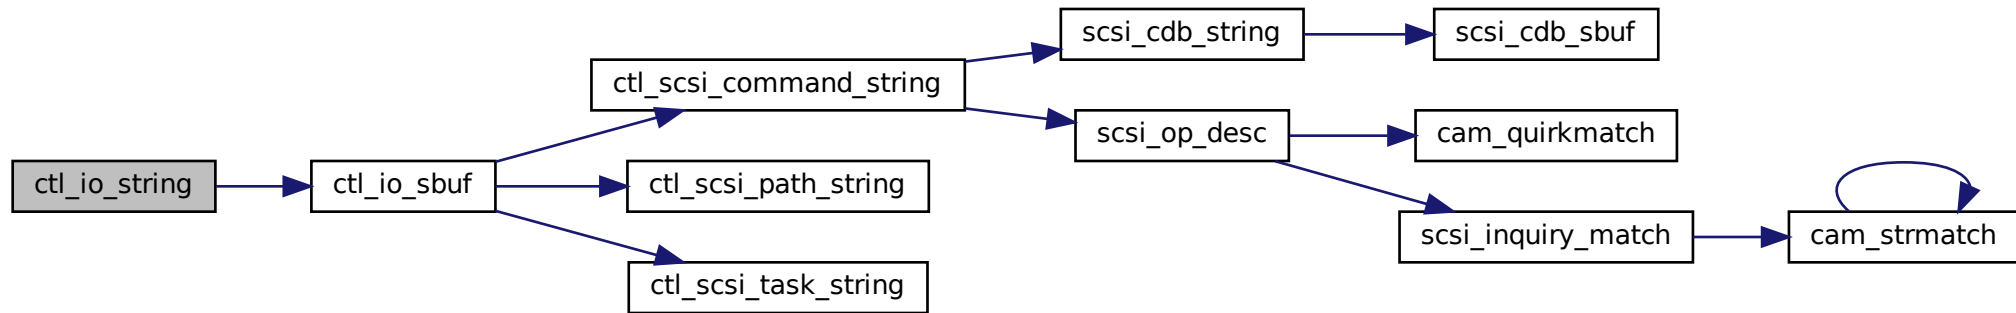 ctl_io_string
ctl_io_sbuf
ctl_scsi_command_string
ctl_scsi_path_string
ctl_scsi_task_string
scsi_cdb_string
scsi_op_desc
scsi_cdb_sbuf
cam_quirkmatch
scsi_inquiry_match
cam_strmatch